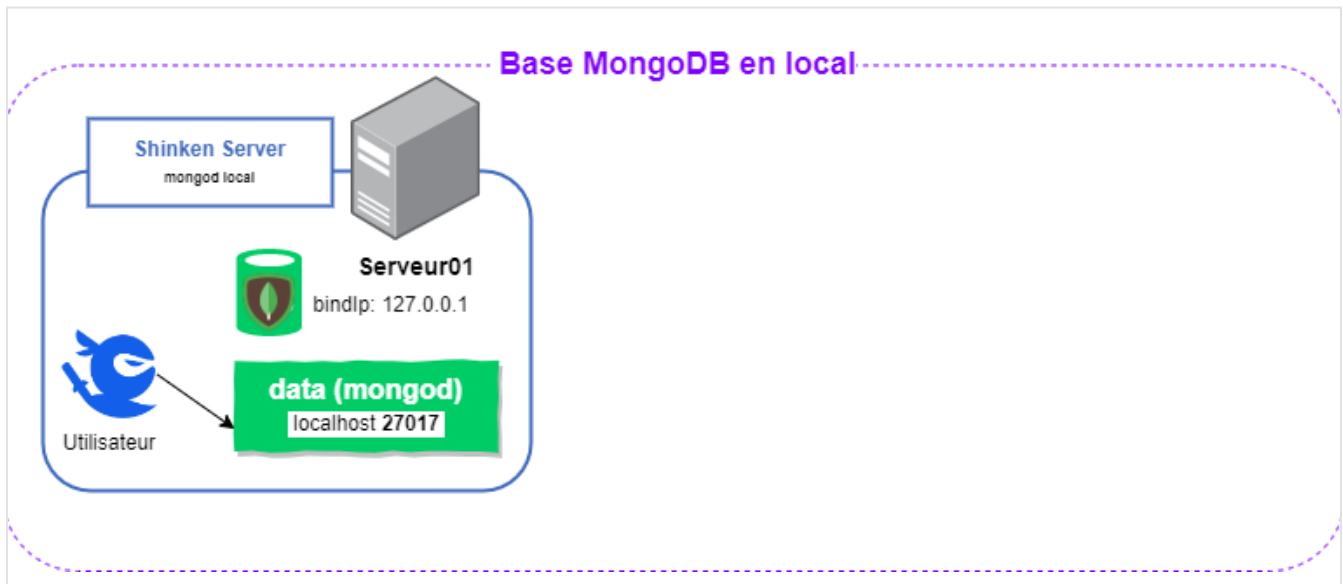 Base MongoDB en local
Shinken Server
mongod local
Serveur01
bindIp: 127.0.0.1
data (mongod)
localhost 27017
Utilisateur